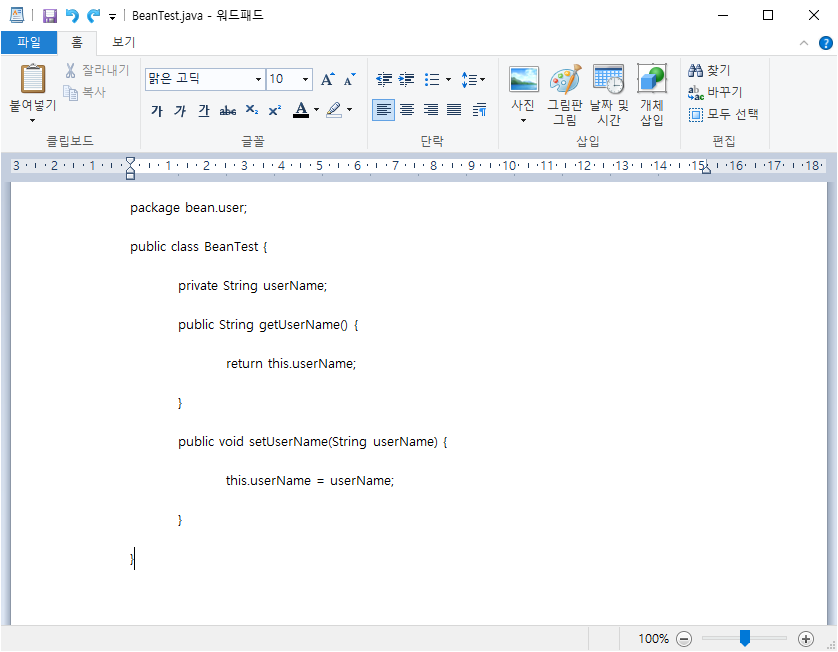 BeanTest.java - 워드패드
파일 홈 보기
붙여넣기 잘라내기 복사
클립보드
맑은 고딕 10
가 가 가 abc X₂ X² A
글꼴
단락
사진 그림판 그림 날짜 및 시간 개체 삽입
삽입
찾기
바꾸기
모두 선택
편집
3 2 1 1 2 3 4 5 6 7 8 9 10 11 12 13 14 15 16 17 18
package bean.user;
public class BeanTest {
private String userName;
public String getUserName() {
return this.userName;
}
public void setUserName(String userName) {
this.userName = userName;
}
}
100%